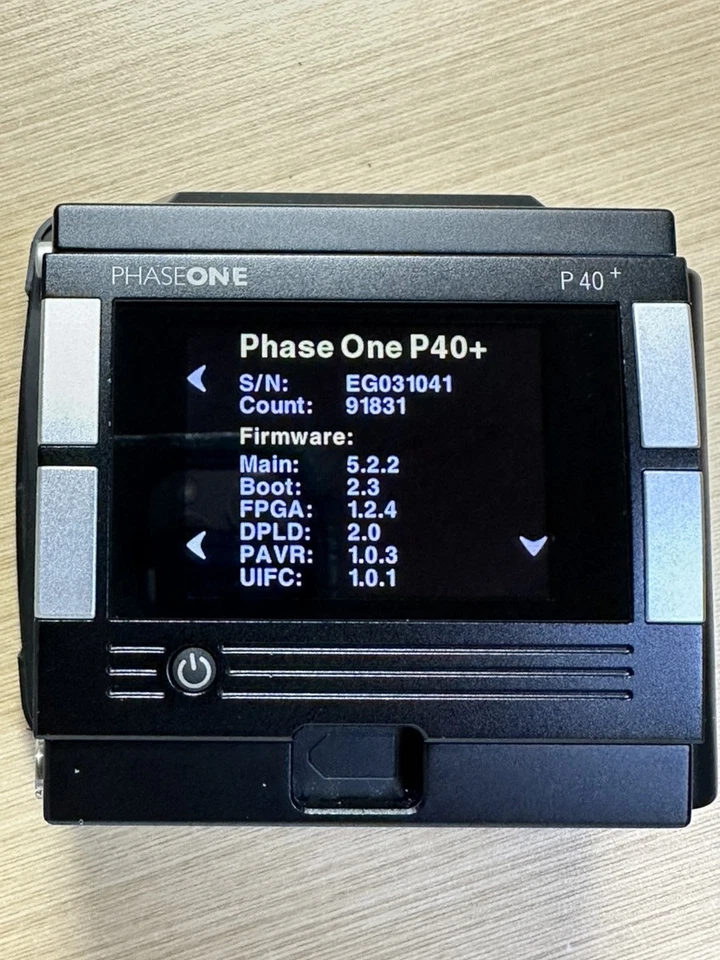 PHASEONE P 40+
Phase One P40+
S/N: EG031041
Count: 91831
Firmware:
Main: 5.2.2
Boot: 2.3
FPGA: 1.2.4
DPLD: 2.0
PAVR: 1.0.3
UIFC: 1.0.1